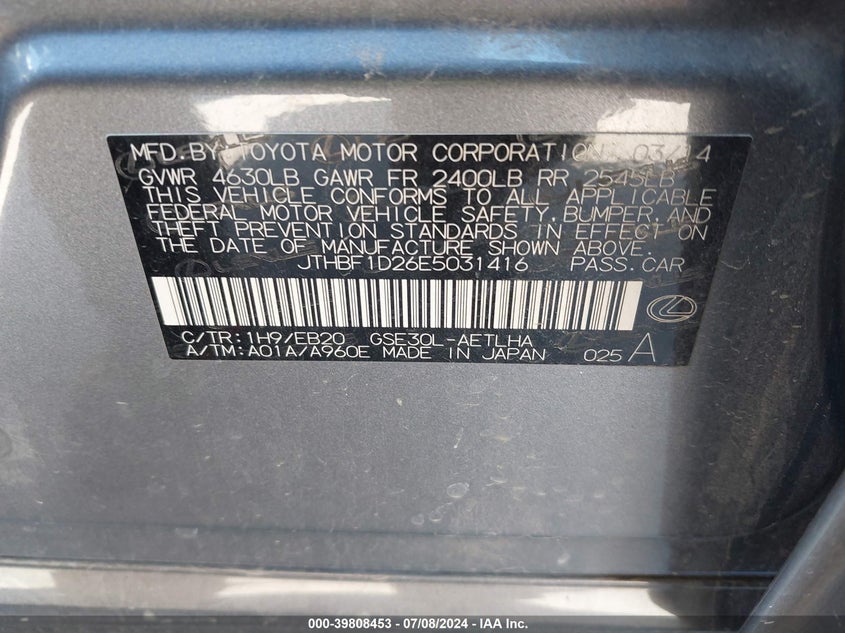 MFD. BY TOYOTA MOTOR CORPORATION 03/14
GVWR 4630LB GAWR FR 2400LB RR 2545LB
THIS VEHICLE CONFORMS TO ALL APPLICABLE
FEDERAL MOTOR VEHICLE SAFETY, BUMPER, AND
THEFT PREVENTION STANDARDS IN EFFECT ON
THE DATE OF MANUFACTURE SHOWN ABOVE.
JTHBF1D26E5031416 PASS. CAR
C/TR: 1H9/EB20 GSE30L-AETLHA
A/TM: A01A/A960E MADE IN JAPAN 025 A
000-39808453 / 07/08/2024 - IAA Inc.